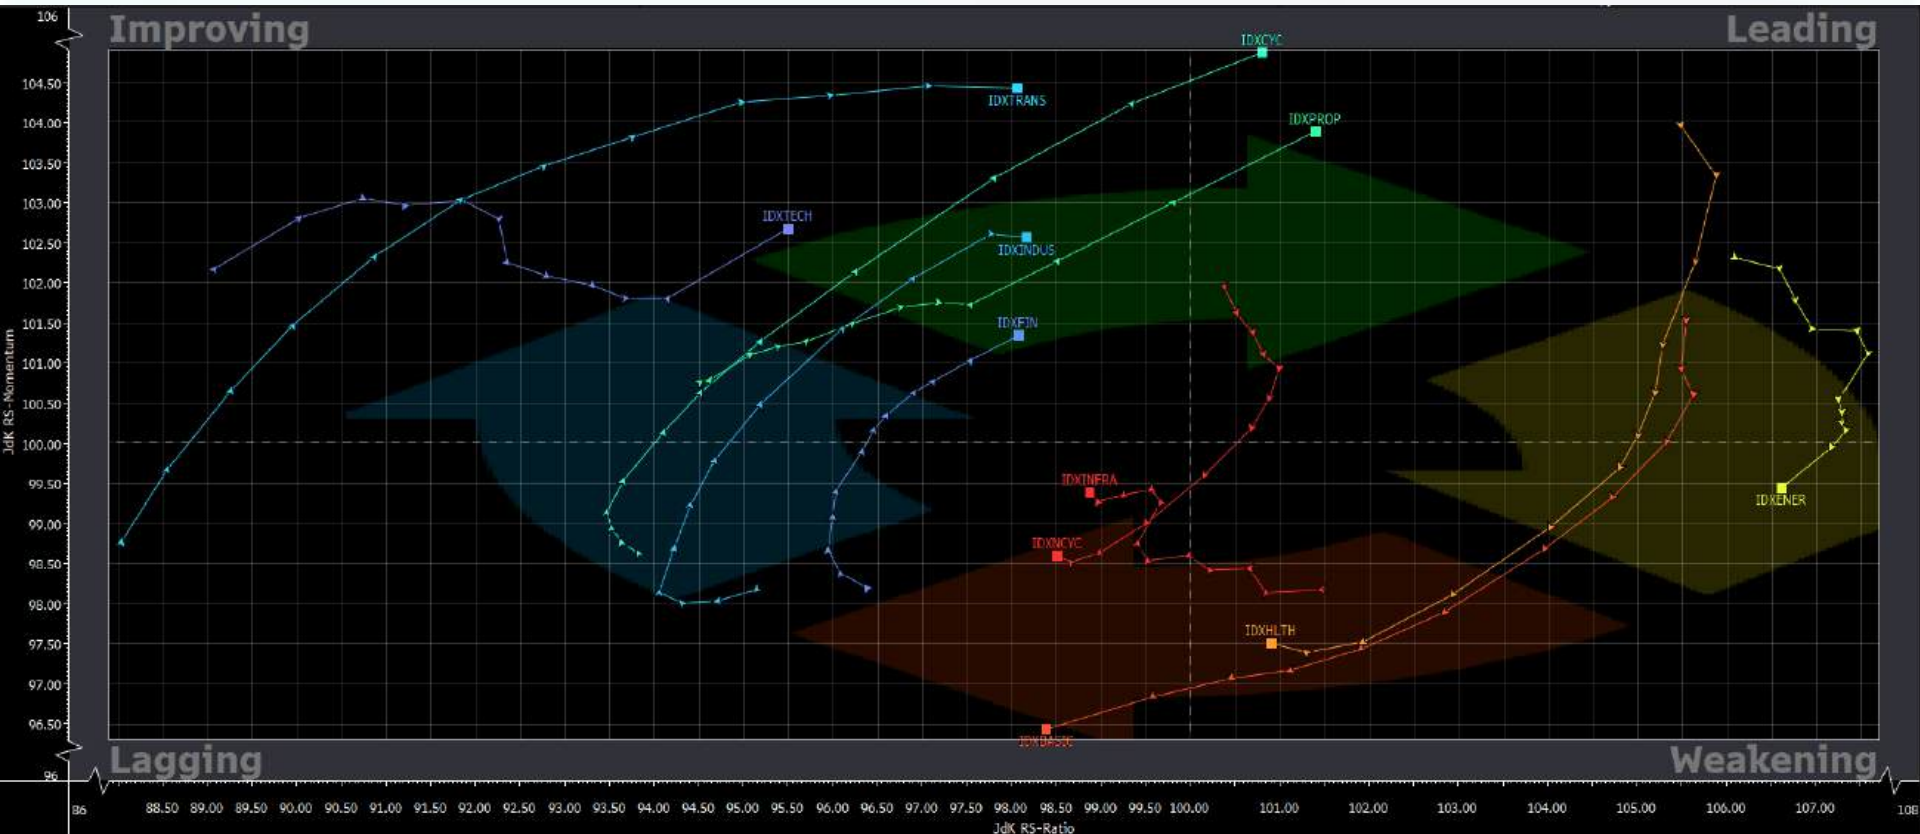 Improving
Leading
IDXCYC
IDXTRANS
IDXPROP
IDXTECH
IDXINDUS
IDXFIN
IDXINFRA
IDXENER
IDXNCYC
IDXHLTH
IDXBASIC
Lagging
Weakening
106
104.50
104.00
103.50
103.00
102.50
102.00
101.50
101.00
100.50
100.00
99.50
99.00
98.50
98.00
97.50
97.00
96.50
96
JdK RS-Momentum
86 88.50 89.00 89.50 90.00 90.50 91.00 91.50 92.00 92.50 93.00 93.50 94.00 94.50 95.00 95.50 96.00 96.50 97.00 97.50 98.00 98.50 99.00 99.50 100.00 101.00 102.00 103.00 104.00 105.00 106.00 107.00 108
JdK RS-Ratio